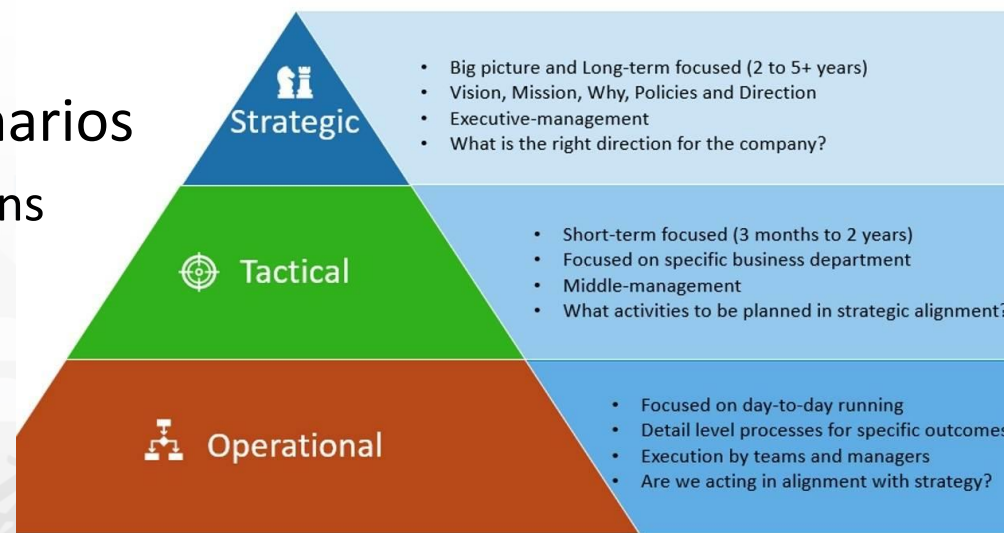 narios
ns
Strategic
• Big picture and Long-term focused (2 to 5+ years)
• Vision, Mission, Why, Policies and Direction
• Executive-management
• What is the right direction for the company?
Tactical
• Short-term focused (3 months to 2 years)
• Focused on specific business department
• Middle-management
• What activities to be planned in strategic alignment?
Operational
• Focused on day-to-day running
• Detail level processes for specific outcomes
• Execution by teams and managers
• Are we acting in alignment with strategy?